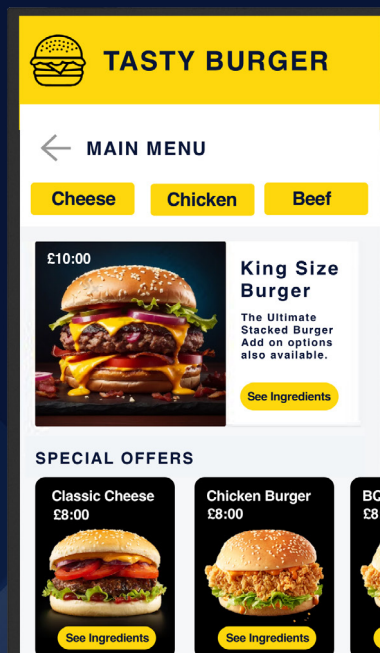 TASTY BURGER
MAIN MENU
Cheese
Chicken
Beef
£10:00
King Size
Burger
The Ultimate
Stacked Burger
Add on options
also available.
See Ingredients
SPECIAL OFFERS
Classic Cheese
£8:00
See Ingredients
Chicken Burger
£8:00
See Ingredients
£8